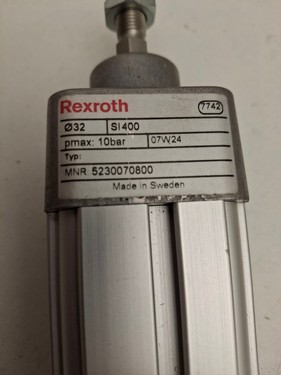 Rexroth 7742
Ø32 SI400
pmax: 10bar 07W24
Typ:
MNR 5230070800
Made in Sweden